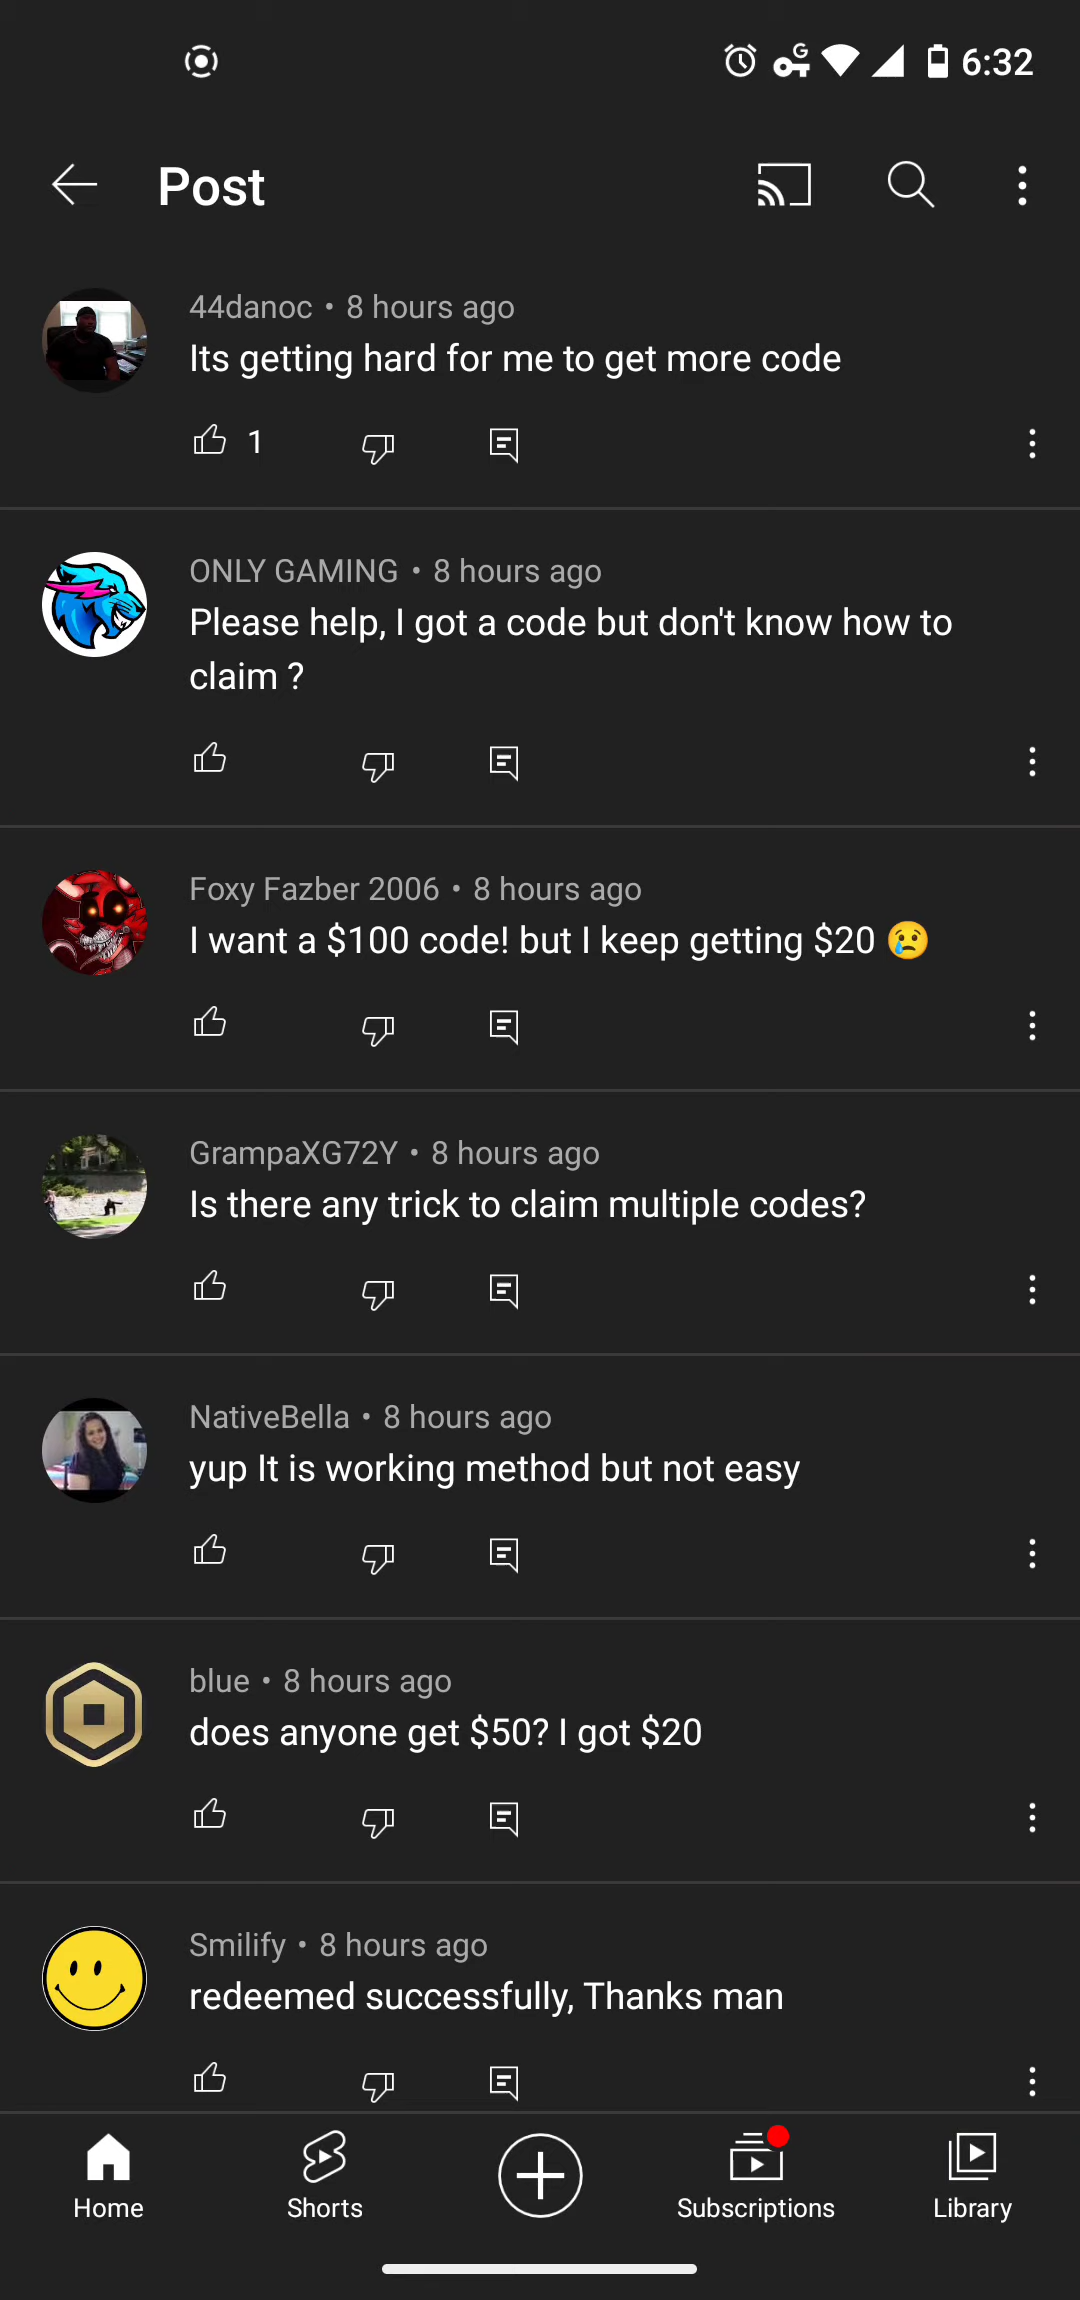 6:32
Post
44danoc • 8 hours ago
Its getting hard for me to get more code
1
ONLY GAMING • 8 hours ago
Please help, I got a code but don't know how to
claim ?
Foxy Fazber 2006 • 8 hours ago
I want a $100 code! but I keep getting $20 😢
GrampaXG72Y • 8 hours ago
Is there any trick to claim multiple codes?
NativeBella • 8 hours ago
yup It is working method but not easy
blue • 8 hours ago
does anyone get $50? I got $20
Smilify • 8 hours ago
redeemed successfully, Thanks man
Home Shorts Subscriptions Library